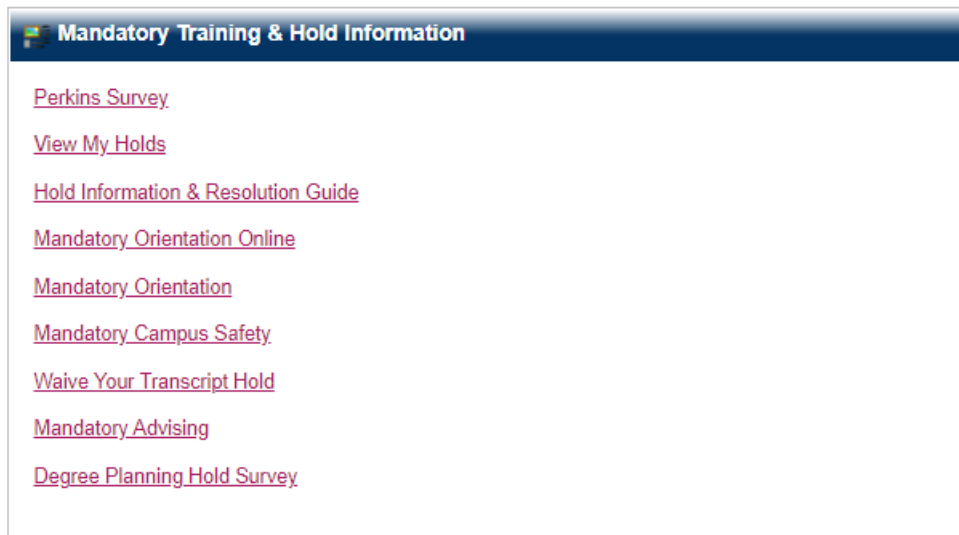 Mandatory Training & Hold Information
Perkins Survey
View My Holds
Hold Information & Resolution Guide
Mandatory Orientation Online
Mandatory Orientation
Mandatory Campus Safety
Waive Your Transcript Hold
Mandatory Advising
Degree Planning Hold Survey